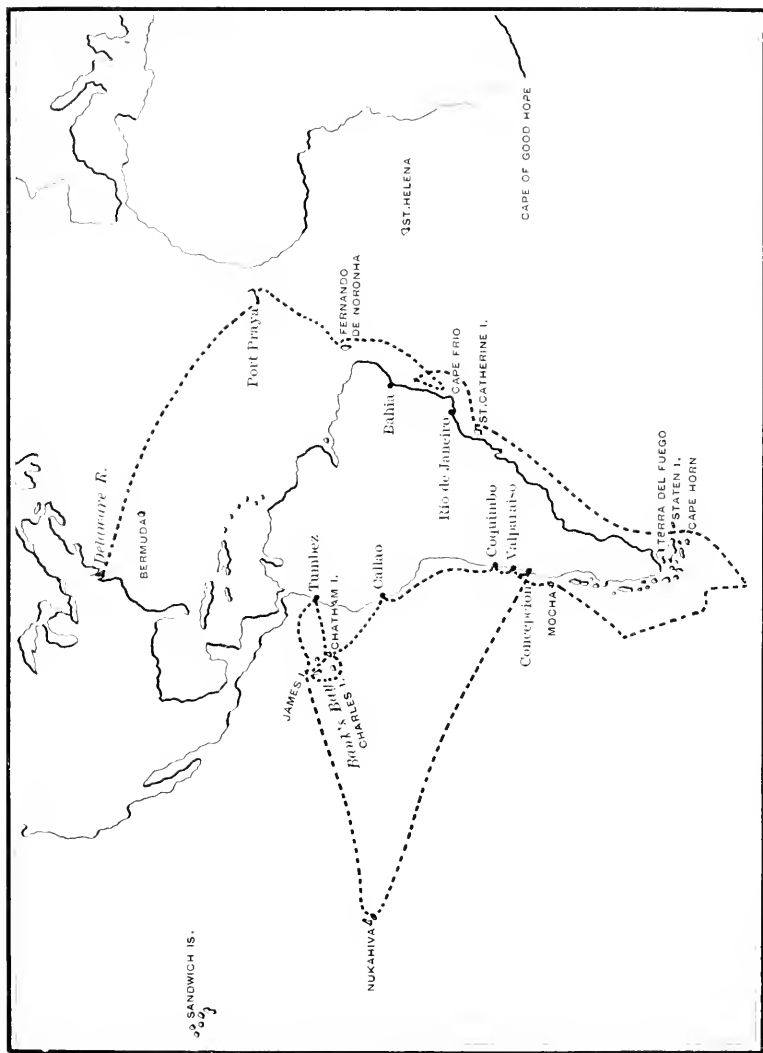 SANDWICH IS.
NUKAHIVA
Delaware R.
BERMUDA
Port Praya
FERNANDO
DE NORONHA
ST. HELENA
CAPE OF GOOD HOPE
JAMES I.
Tumbez
CHATHAM I.
Bank's Bay
CHARLES I.
Callao
Bahia
CAPE FRIO
Rio de Janeiro
ST. CATHERINE I.
Coquimbo
Valparaiso
Concepcion
MOCHA
TERRA DEL FUEGO
STATEN I.
CAPE HORN